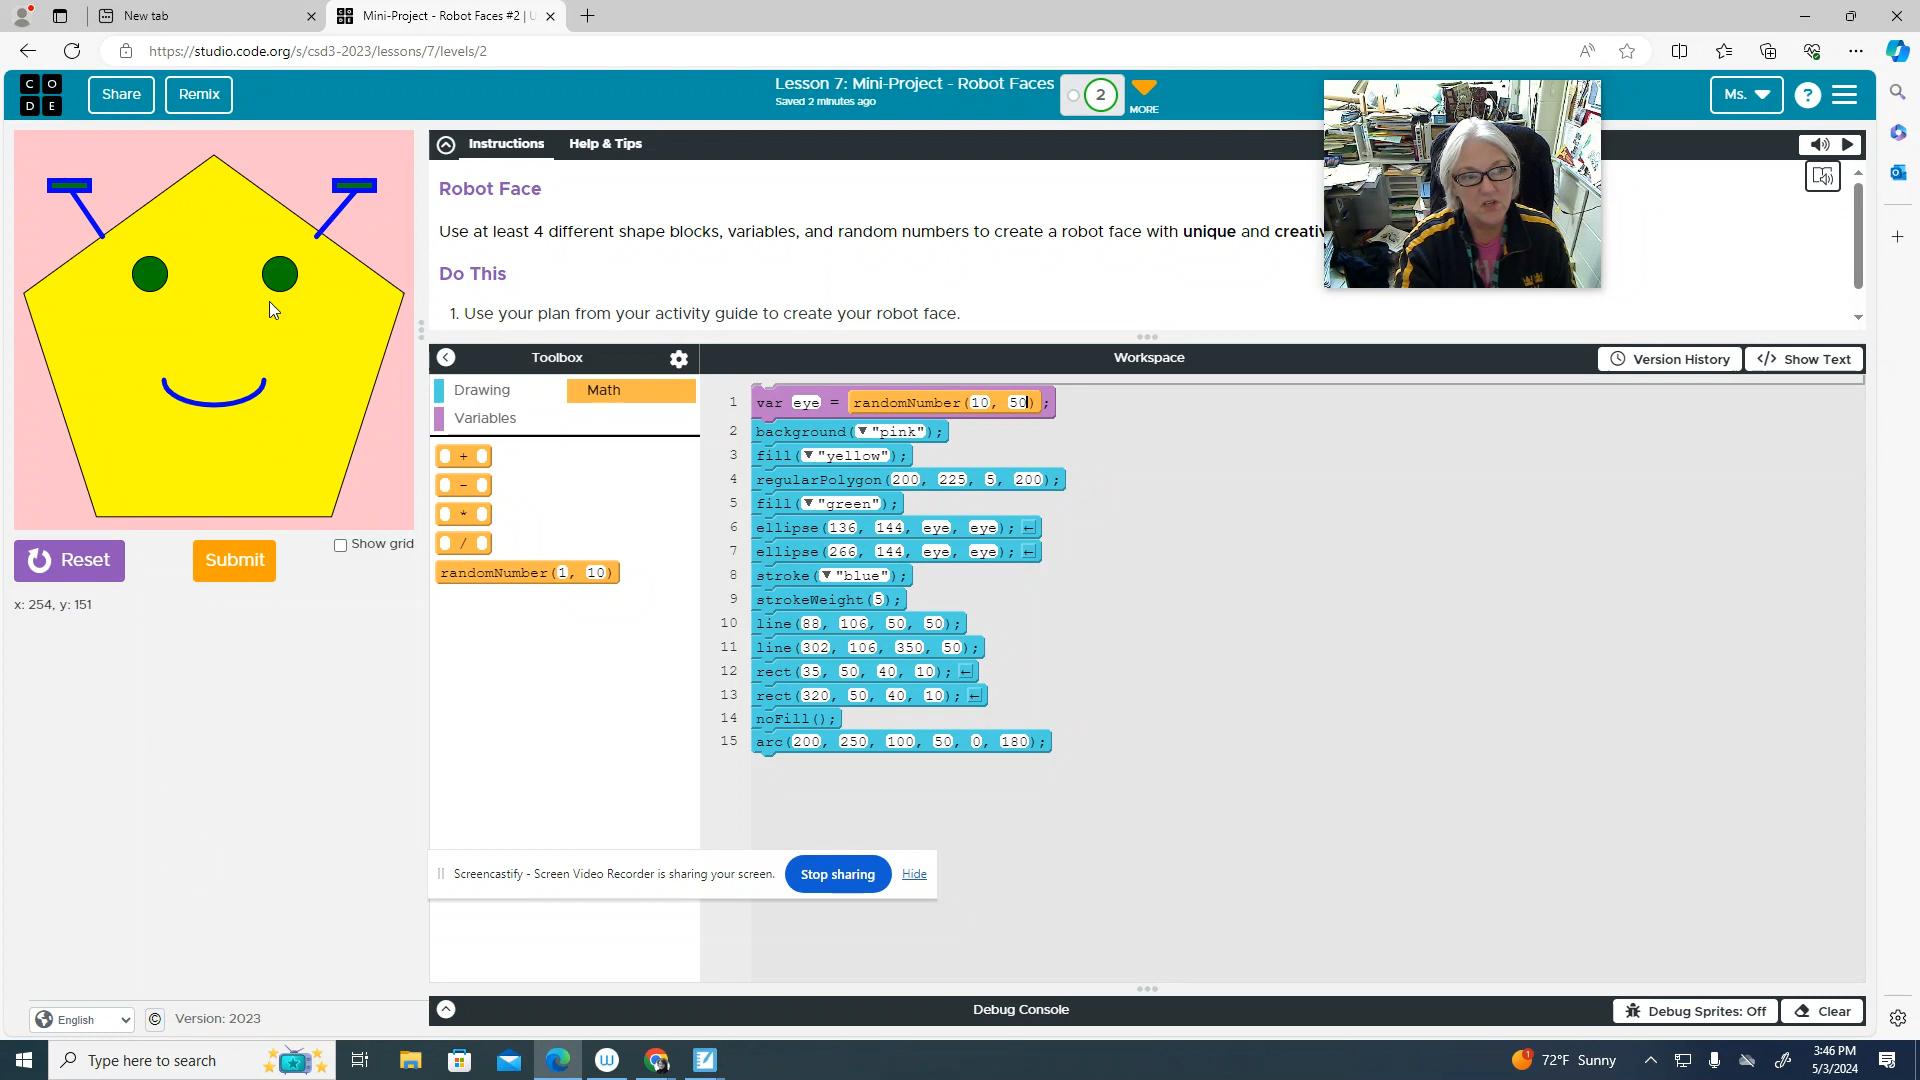 New tab
Mini-Project - Robot Faces #2 | U
https://studio.code.org/s/csd3-2023/lessons/7/levels/2
C O
D E
Share
Remix
Lesson 7: Mini-Project - Robot Faces
Saved 2 minutes ago
2
MORE
Ms.
?
Instructions
Help & Tips
Robot Face
Use at least 4 different shape blocks, variables, and random numbers to create a robot face with unique and creativ
Do This
1. Use your plan from your activity guide to create your robot face.
Reset
Submit
Show grid
x: 254, y: 151
Toolbox
Workspace
Version History
</> Show Text
Drawing
Math
Variables
+
-
*
/
randomNumber(1, 10)
1 var eye = randomNumber(10, 50);
2 background("pink");
3 fill("yellow");
4 regularPolygon(200, 225, 5, 200);
5 fill("green");
6 ellipse(136, 144, eye, eye);
7 ellipse(266, 144, eye, eye);
8 stroke("blue");
9 strokeWeight(5);
10 line(88, 106, 50, 50);
11 line(302, 106, 350, 50);
12 rect(35, 50, 40, 10);
13 rect(320, 50, 40, 10);
14 noFill();
15 arc(200, 250, 100, 50, 0, 180);
Screencastify - Screen Video Recorder is sharing your screen.
Stop sharing
Hide
Debug Console
Debug Sprites: Off
Clear
English
©
Version: 2023
Type here to search
72°F Sunny
3:46 PM
5/3/2024